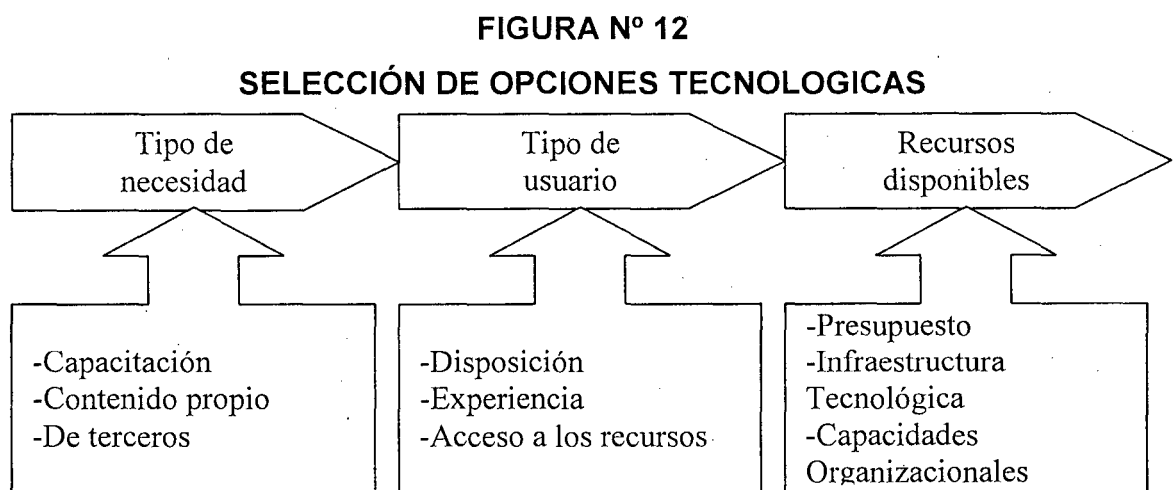 FIGURA Nº 12
SELECCIÓN DE OPCIONES TECNOLOGICAS
Tipo de
necesidad
Tipo de
usuario
Recursos
disponibles
-Capacitación
-Contenido propio
-De terceros
-Disposición
-Experiencia
-Acceso a los recursos
-Presupuesto
-Infraestructura
Tecnológica
-Capacidades
Organizacionales